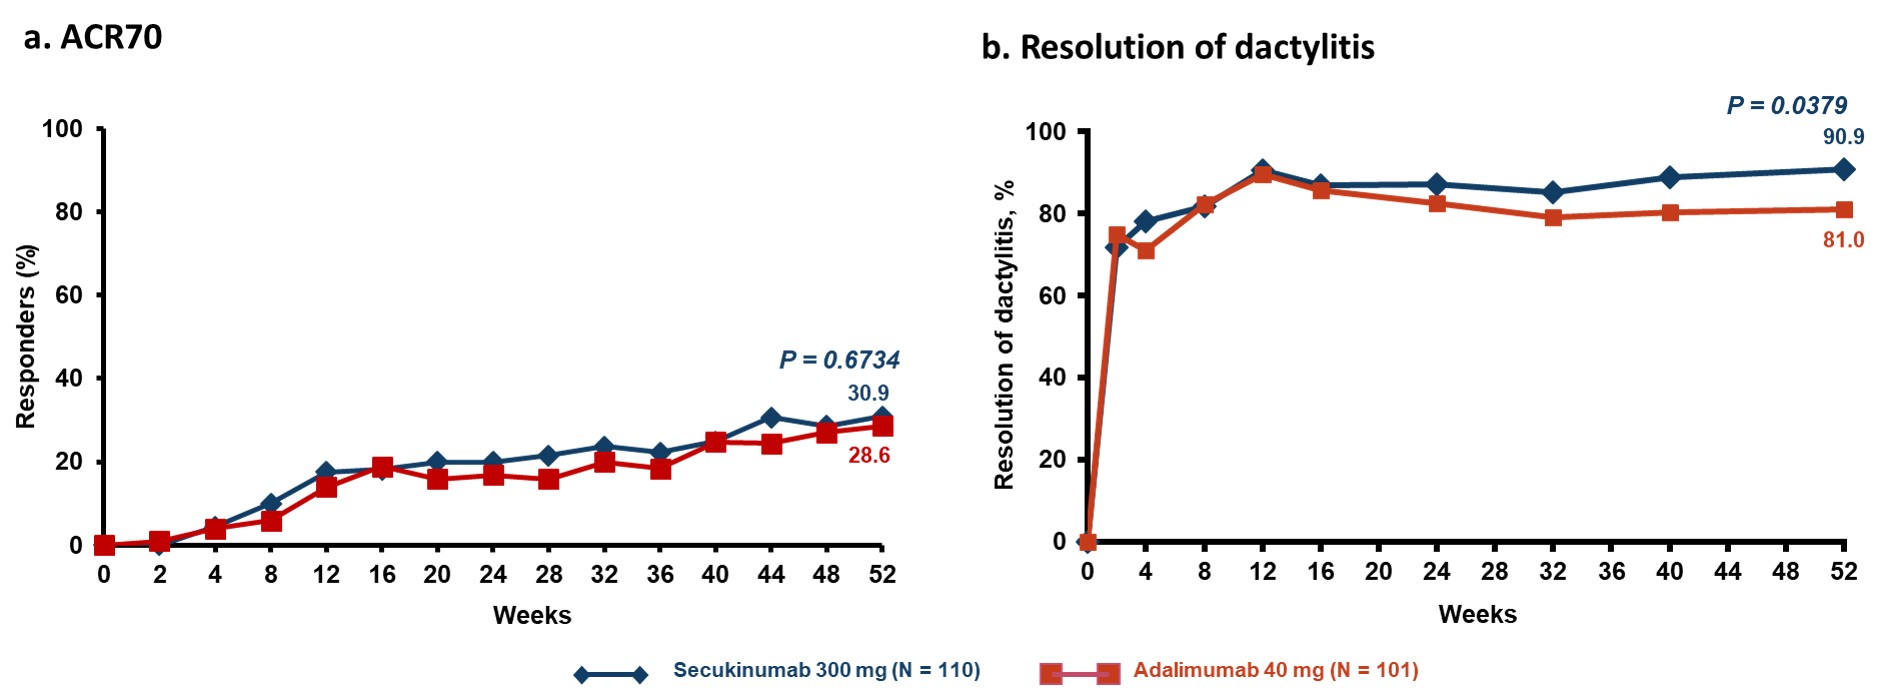 a. ACR70
P = 0.6734
30.9
28.6
Responders (%)
100
80
60
40
20
0
0 2 4 8 12 16 20 24 28 32 36 40 44 48 52
Weeks
b. Resolution of dactylitis
P = 0.0379
90.9
81.0
Resolution of dactylitis, %
100
80
60
40
20
0
0 4 8 12 16 20 24 28 32 36 40 44 48 52
Weeks
Secukinumab 300 mg (N = 110)
Adalimumab 40 mg (N = 101)